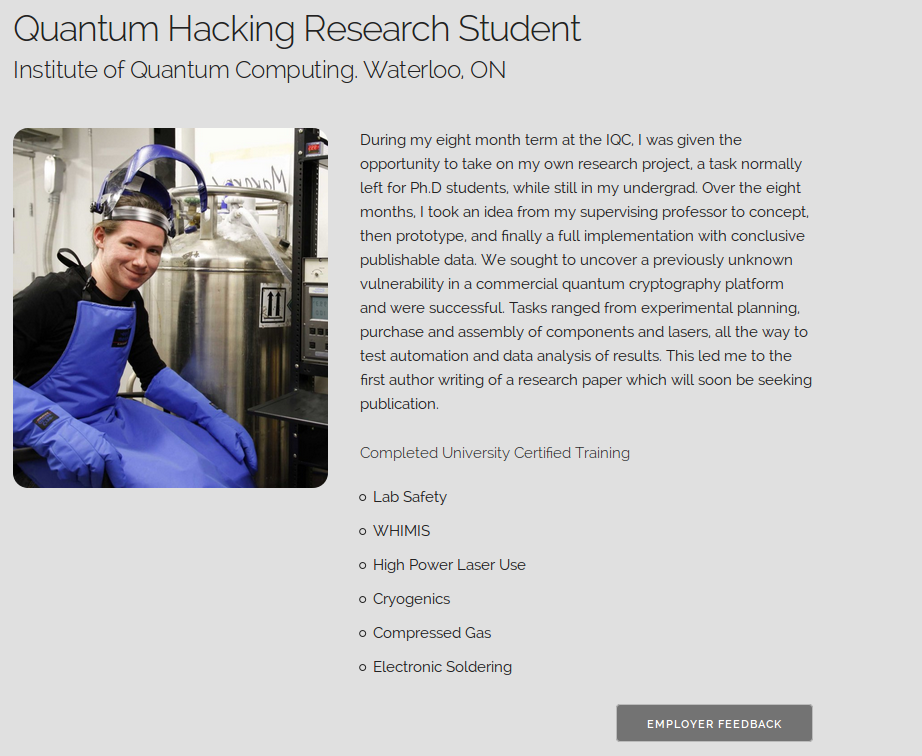 Quantum Hacking Research Student
Institute of Quantum Computing. Waterloo, ON
During my eight month term at the IQC, I was given the
opportunity to take on my own research project, a task normally
left for Ph.D students, while still in my undergrad. Over the eight
months, I took an idea from my supervising professor to concept,
then prototype, and finally a full implementation with conclusive
publishable data. We sought to uncover a previously unknown
vulnerability in a commercial quantum cryptography platform
and were successful. Tasks ranged from experimental planning,
purchase and assembly of components and lasers, all the way to
test automation and data analysis of results. This led me to the
first author writing of a research paper which will soon be seeking
publication.
Completed University Certified Training
Lab Safety
WHIMIS
High Power Laser Use
Cryogenics
Compressed Gas
Electronic Soldering
EMPLOYER FEEDBACK